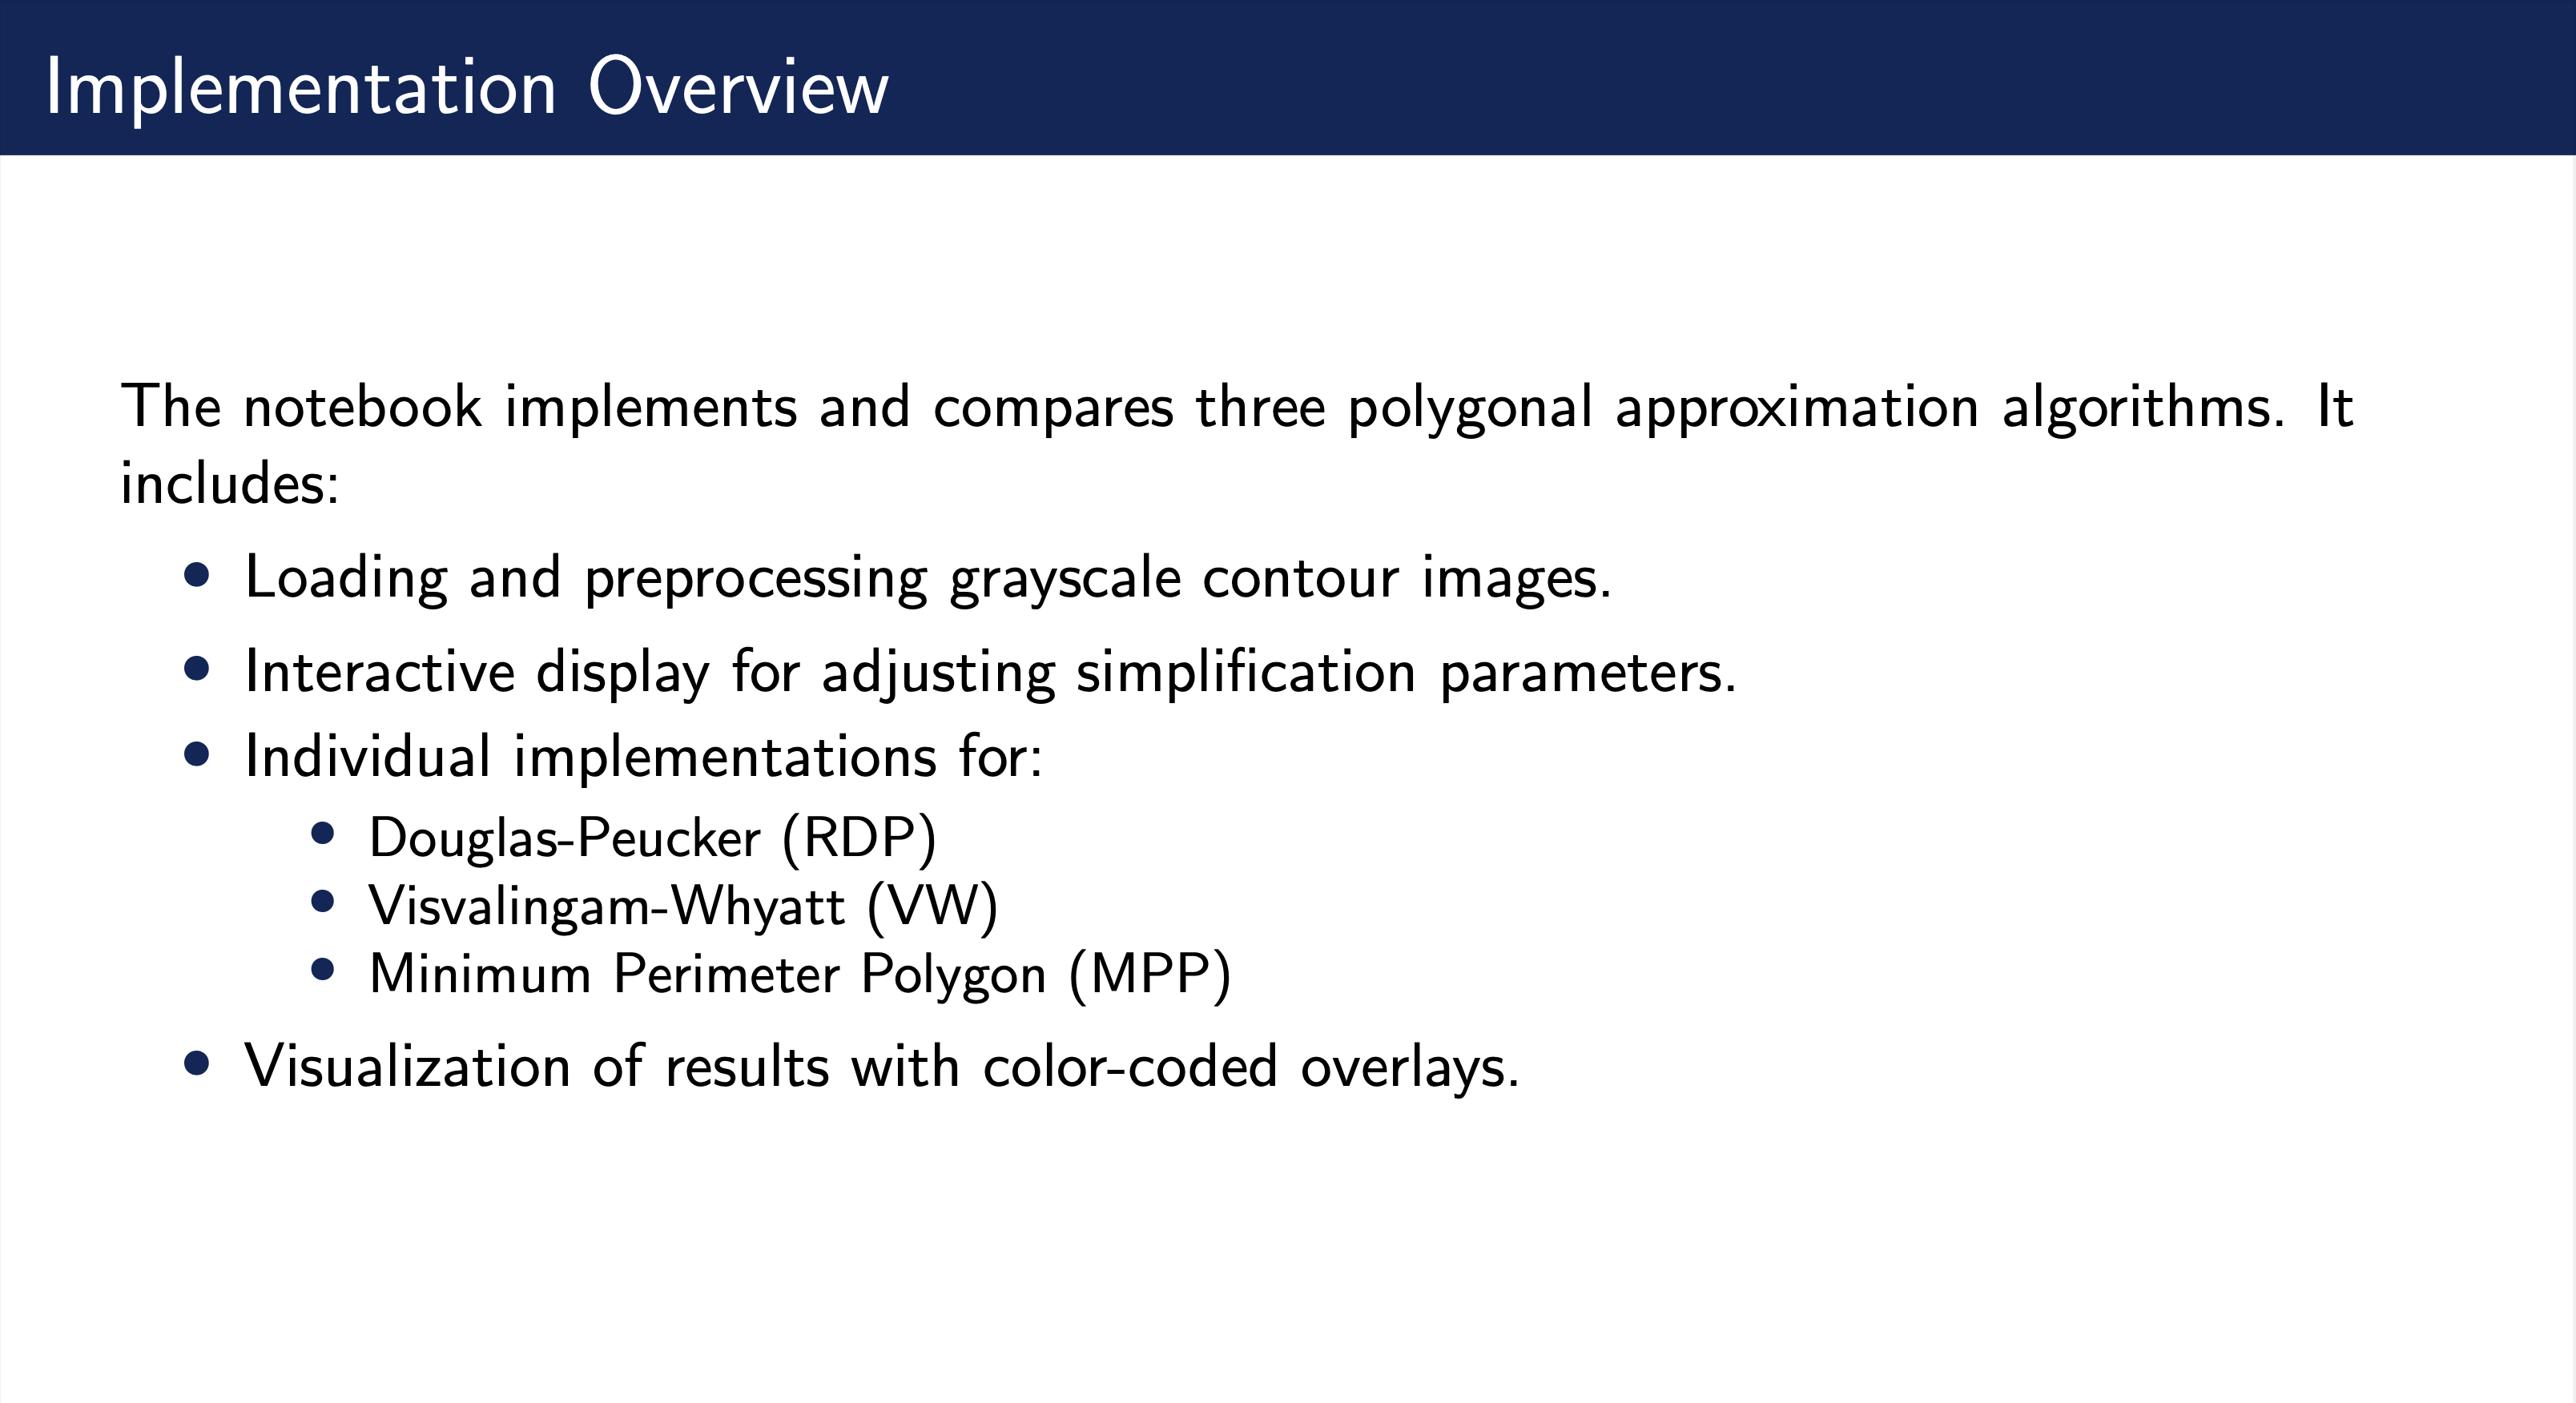 Implementation Overview
The notebook implements and compares three polygonal approximation algorithms. It
includes:
• Loading and preprocessing grayscale contour images.
• Interactive display for adjusting simplification parameters.
• Individual implementations for:
• Douglas-Peucker (RDP)
• Visvalingam-Whyatt (VW)
• Minimum Perimeter Polygon (MPP)
• Visualization of results with color-coded overlays.